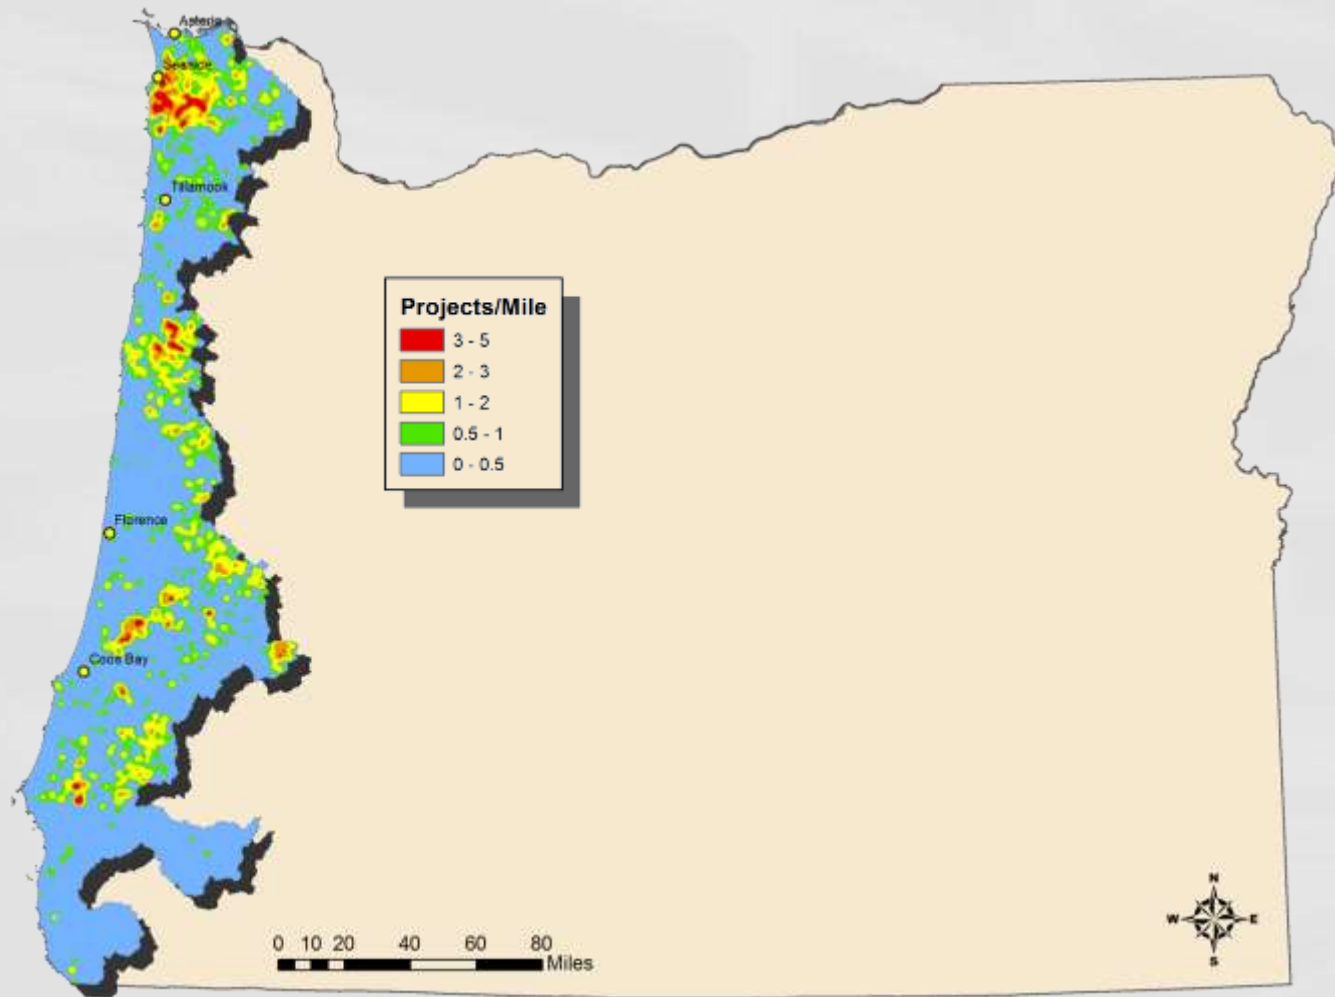 Astoria
Seaside
Tillamook
Projects/Mile
3 - 5
2 - 3
1 - 2
0.5 - 1
0 - 0.5
Florence
Coos Bay
N
W E
S
0 10 20 40 60 80
Miles